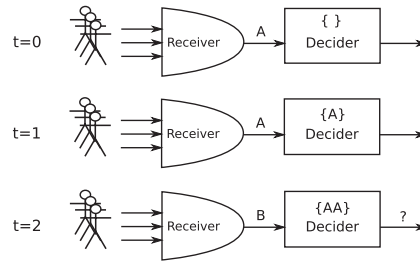 t=0
Receiver
A
{ }
Decider
t=1
Receiver
A
{A}
Decider
t=2
Receiver
B
{AA}
Decider
?